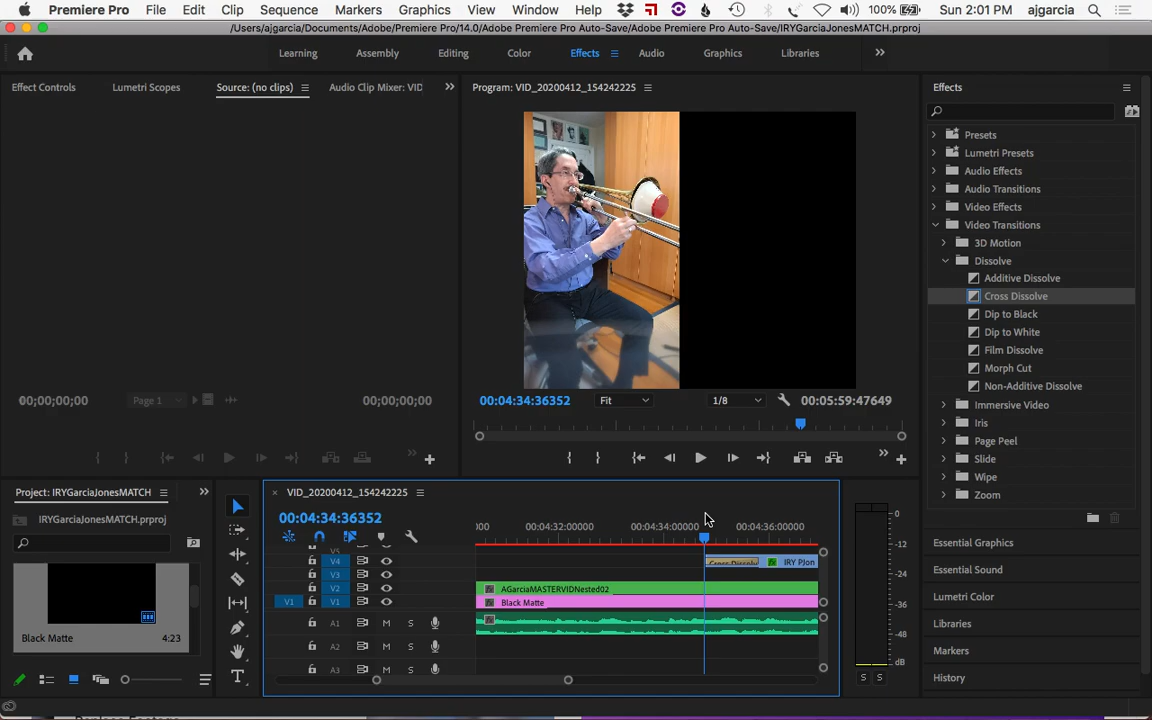 Premiere Pro File Edit Clip Sequence Markers Graphics View Window Help 100% Sun 2:01 PM ajgarcia
/Users/ajgarcia/Documents/Adobe/Premiere Pro/14.0/Adobe Premiere Pro Auto-Save/Adobe Premiere Pro Auto-Save/IRYGarciaJonesMATCH.prproj
Learning Assembly Editing Color Effects Audio Graphics Libraries
Effect Controls Lumetri Scopes Source: (no clips) Audio Clip Mixer: VID
Program: VID_20200412_154242225
Effects
Presets
Lumetri Presets
Audio Effects
Audio Transitions
Video Effects
Video Transitions
3D Motion
Dissolve
Additive Dissolve
Cross Dissolve
Dip to Black
Dip to White
Film Dissolve
Morph Cut
Non-Additive Dissolve
Immersive Video
Iris
Page Peel
Slide
Wipe
Zoom
00;00;00;00 Page 1 00;00;00;00
00:04:34:36352 Fit 1/8 00:05:59:47649
Project: IRYGarciaJonesMATCH
IRYGarciaJonesMATCH.prproj
Black Matte 4:23
VID_20200412_154242225
00:04:34:36352
:00 00:04:32:00000 00:04:34:00000 00:04:36:00000
V4 Cross Dissolv IRY PJon
V3
V2 AGarciaMASTERVIDNested02
V1 V1 Black Matte
A1 M S
A2 M S
A3 M S
0
-12
-24
-36
-48
dB
S S
Essential Graphics
Essential Sound
Lumetri Color
Libraries
Markers
History